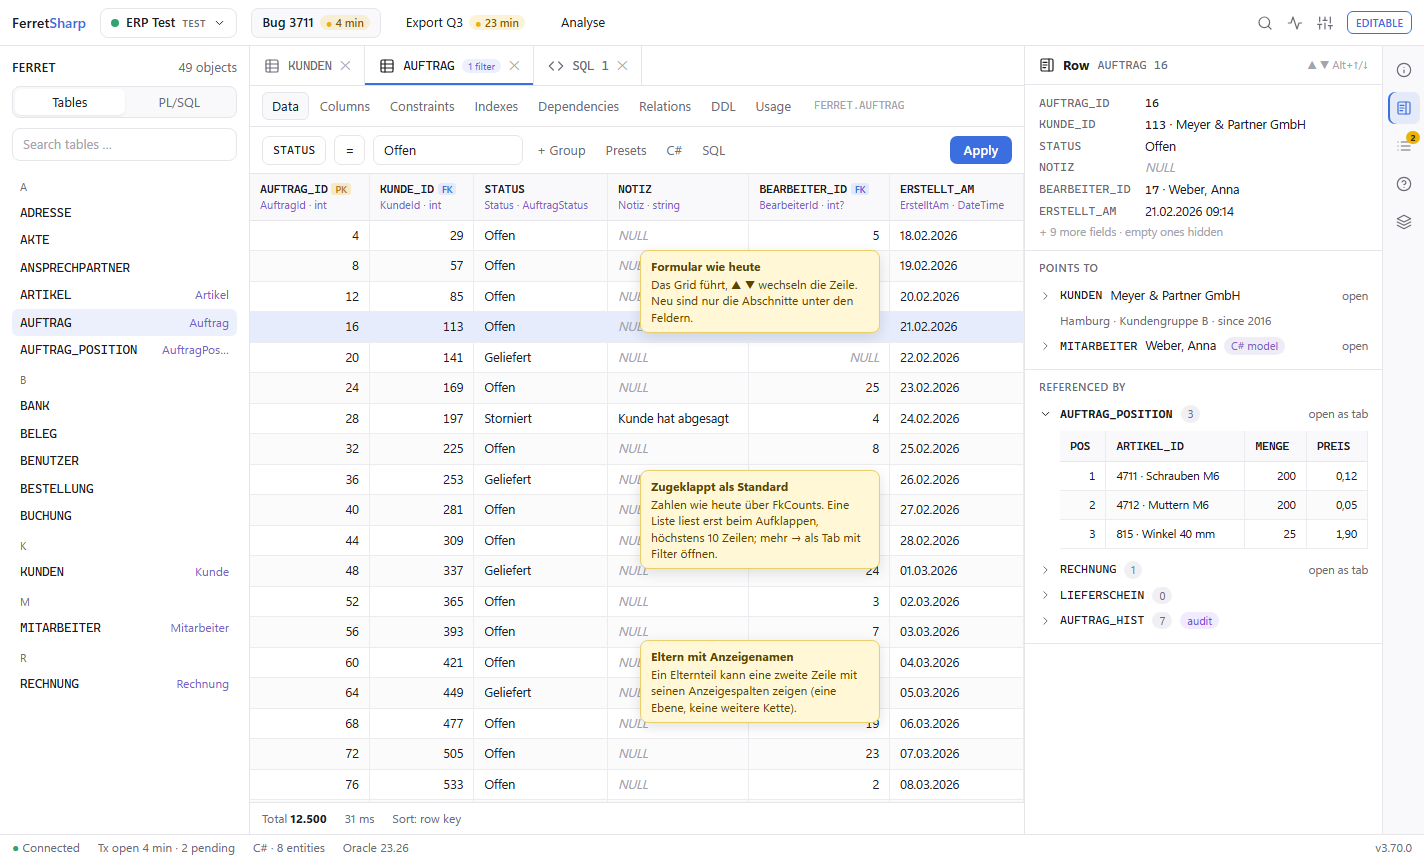 FerretSharp
ERP Test TEST
Bug 3711 4 min
Export Q3 23 min
Analyse
EDITABLE
FERRET 49 objects
Tables PL/SQL
Search tables ...
A
ADRESSE
AKTE
ANSPRECHPARTNER
ARTIKEL Artikel
AUFTRAG Auftrag
AUFTRAG_POSITION AuftragPos...
B
BANK
BELEG
BENUTZER
BESTELLUNG
BUCHUNG
K
KUNDEN Kunde
M
MITARBEITER Mitarbeiter
R
RECHNUNG Rechnung
KUNDEN
AUFTRAG 1 filter
SQL 1
Data Columns Constraints Indexes Dependencies Relations DDL Usage FERRET.AUFTRAG
STATUS = Offen + Group Presets C# SQL Apply
AUFTRAG_ID PK KUNDE_ID FK STATUS NOTIZ BEARBEITER_ID FK ERSTELLT_AM
AuftragId · int KundeId · int Status · AuftragStatus Notiz · string BearbeiterId · int? ErstelltAm · DateTime
4 29 Offen NULL 5 18.02.2026
8 57 Offen 19.02.2026
12 85 Offen 20.02.2026
16 113 Offen 21.02.2026
20 141 Geliefert NULL NULL 22.02.2026
24 169 Offen NULL 25 23.02.2026
28 197 Storniert Kunde hat abgesagt 4 24.02.2026
32 225 Offen NULL 8 25.02.2026
36 253 Geliefert 26.02.2026
40 281 Offen 27.02.2026
44 309 Offen 28.02.2026
48 337 Geliefert NULL 24 01.03.2026
52 365 Offen NULL 3 02.03.2026
56 393 Offen NULL 7 03.03.2026
60 421 Offen 04.03.2026
64 449 Geliefert 05.03.2026
68 477 Offen NULL 19 06.03.2026
72 505 Offen NULL 23 07.03.2026
76 533 Offen NULL 2 08.03.2026
Formular wie heute
Das Grid führt, ▲ ▼ wechseln die Zeile.
Neu sind nur die Abschnitte unter den
Feldern.
Zugeklappt als Standard
Zahlen wie heute über FkCounts. Eine
Liste liest erst beim Aufklappen,
höchstens 10 Zeilen; mehr → als Tab mit
Filter öffnen.
Eltern mit Anzeigenamen
Ein Elternteil kann eine zweite Zeile mit
seinen Anzeigespalten zeigen (eine
Ebene, keine weitere Kette).
Total 12.500 31 ms Sort: row key
Row AUFTRAG 16 ▲ ▼ Alt+↑/↓
AUFTRAG_ID 16
KUNDE_ID 113 · Meyer & Partner GmbH
STATUS Offen
NOTIZ NULL
BEARBEITER_ID 17 · Weber, Anna
ERSTELLT_AM 21.02.2026 09:14
+ 9 more fields · empty ones hidden
POINTS TO
KUNDEN Meyer & Partner GmbH open
Hamburg · Kundengruppe B · since 2016
MITARBEITER Weber, Anna C# model open
REFERENCED BY
AUFTRAG_POSITION 3 open as tab
POS ARTIKEL_ID MENGE PREIS
1 4711 · Schrauben M6 200 0,12
2 4712 · Muttern M6 200 0,05
3 815 · Winkel 40 mm 25 1,90
RECHNUNG 1 open as tab
LIEFERSCHEIN 0
AUFTRAG_HIST 7 audit
2
Connected Tx open 4 min · 2 pending C# · 8 entities Oracle 23.26 v3.70.0